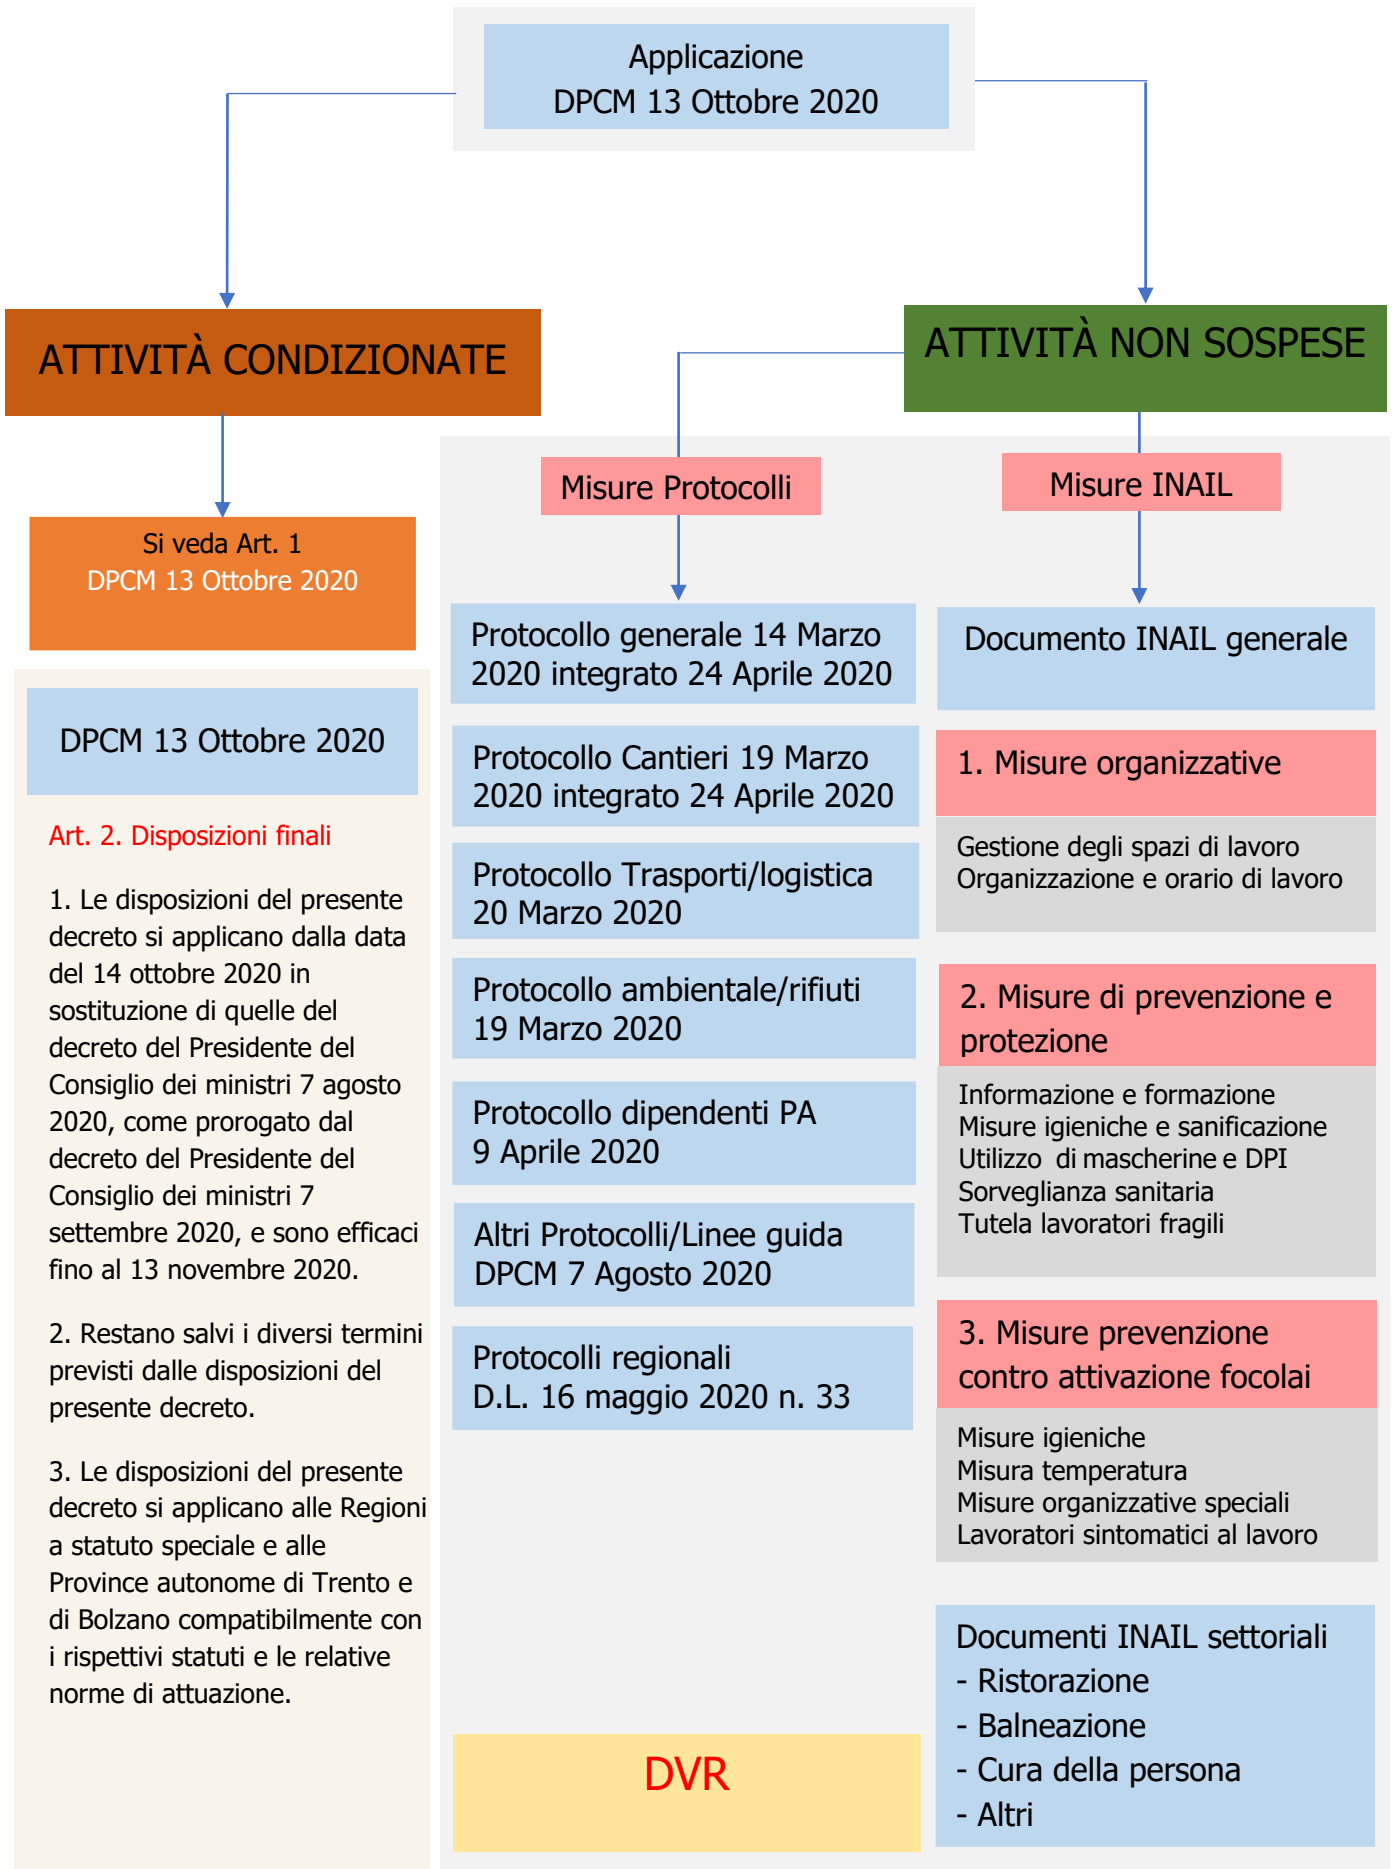 Applicazione
DPCM 13 Ottobre 2020
ATTIVITÀ CONDIZIONATE
ATTIVITÀ NON SOSPESE
Si veda Art. 1
DPCM 13 Ottobre 2020
DPCM 13 Ottobre 2020
Art. 2. Disposizioni finali
1. Le disposizioni del presente
decreto si applicano dalla data
del 14 ottobre 2020 in
sostituzione di quelle del
decreto del Presidente del
Consiglio dei ministri 7 agosto
2020, come prorogato dal
decreto del Presidente del
Consiglio dei ministri 7
settembre 2020, e sono efficaci
fino al 13 novembre 2020.
2. Restano salvi i diversi termini
previsti dalle disposizioni del
presente decreto.
3. Le disposizioni del presente
decreto si applicano alle Regioni
a statuto speciale e alle
Province autonome di Trento e
di Bolzano compatibilmente con
i rispettivi statuti e le relative
norme di attuazione.
Misure Protocolli
Protocollo generale 14 Marzo
2020 integrato 24 Aprile 2020
Protocollo Cantieri 19 Marzo
2020 integrato 24 Aprile 2020
Protocollo Trasporti/logistica
20 Marzo 2020
Protocollo ambientale/rifiuti
19 Marzo 2020
Protocollo dipendenti PA
9 Aprile 2020
Altri Protocolli/Linee guida
DPCM 7 Agosto 2020
Protocolli regionali
D.L. 16 maggio 2020 n. 33
DVR
Misure INAIL
Documento INAIL generale
1. Misure organizzative
Gestione degli spazi di lavoro
Organizzazione e orario di lavoro
2. Misure di prevenzione e
protezione
Informazione e formazione
Misure igieniche e sanificazione
Utilizzo di mascherine e DPI
Sorveglianza sanitaria
Tutela lavoratori fragili
3. Misure prevenzione
contro attivazione focolai
Misure igieniche
Misura temperatura
Misure organizzative speciali
Lavoratori sintomatici al lavoro
Documenti INAIL settoriali
- Ristorazione
- Balneazione
- Cura della persona
- Altri